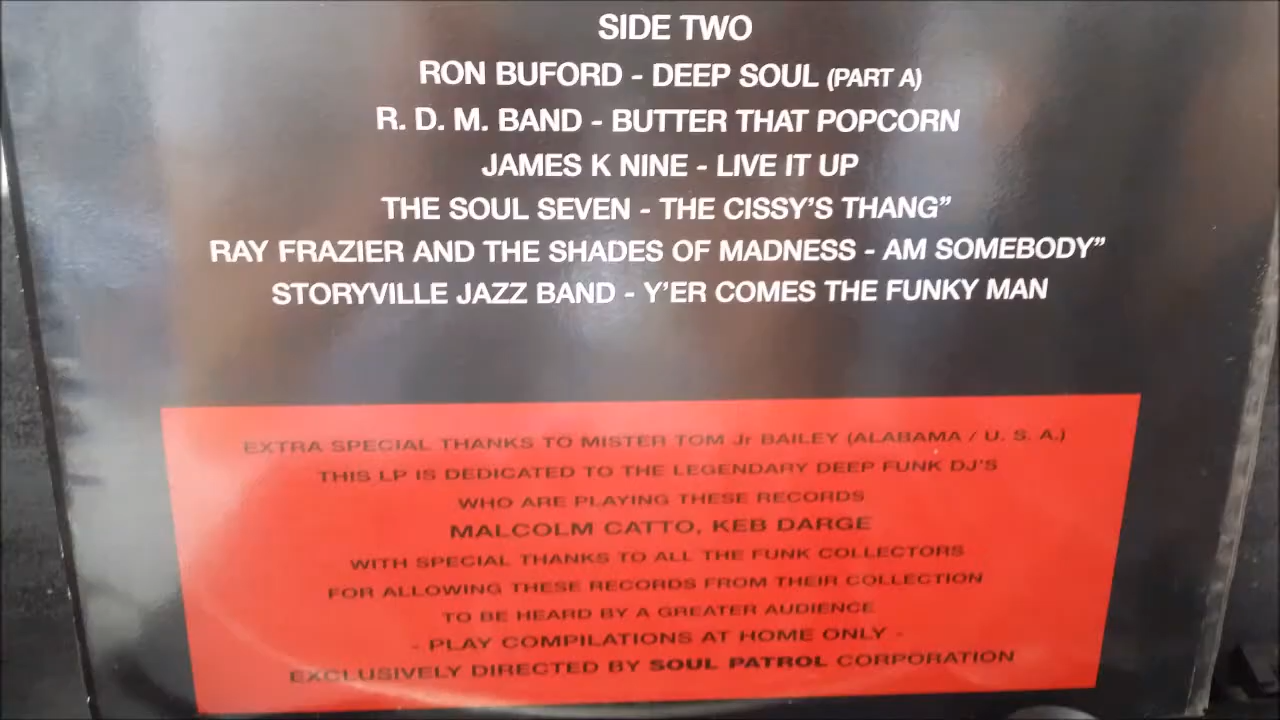 SIDE TWO
RON BUFORD - DEEP SOUL (PART A)
R. D. M. BAND - BUTTER THAT POPCORN
JAMES K NINE - LIVE IT UP
THE SOUL SEVEN - THE CISSY'S THANG”
RAY FRAZIER AND THE SHADES OF MADNESS - AM SOMEBODY”
STORYVILLE JAZZ BAND - Y'ER COMES THE FUNKY MAN
EXTRA SPECIAL THANKS TO MISTER TOM Jr BAILEY (ALABAMA / U. S. A.)
THIS LP IS DEDICATED TO THE LEGENDARY DEEP FUNK DJ'S
WHO ARE PLAYING THESE RECORDS
MALCOLM CATTO, KEB DARGE
WITH SPECIAL THANKS TO ALL THE FUNK COLLECTORS
FOR ALLOWING THESE RECORDS FROM THEIR COLLECTION
TO BE HEARD BY A GREATER AUDIENCE
- PLAY COMPILATIONS AT HOME ONLY -
EXCLUSIVELY DIRECTED BY SOUL PATROL CORPORATION